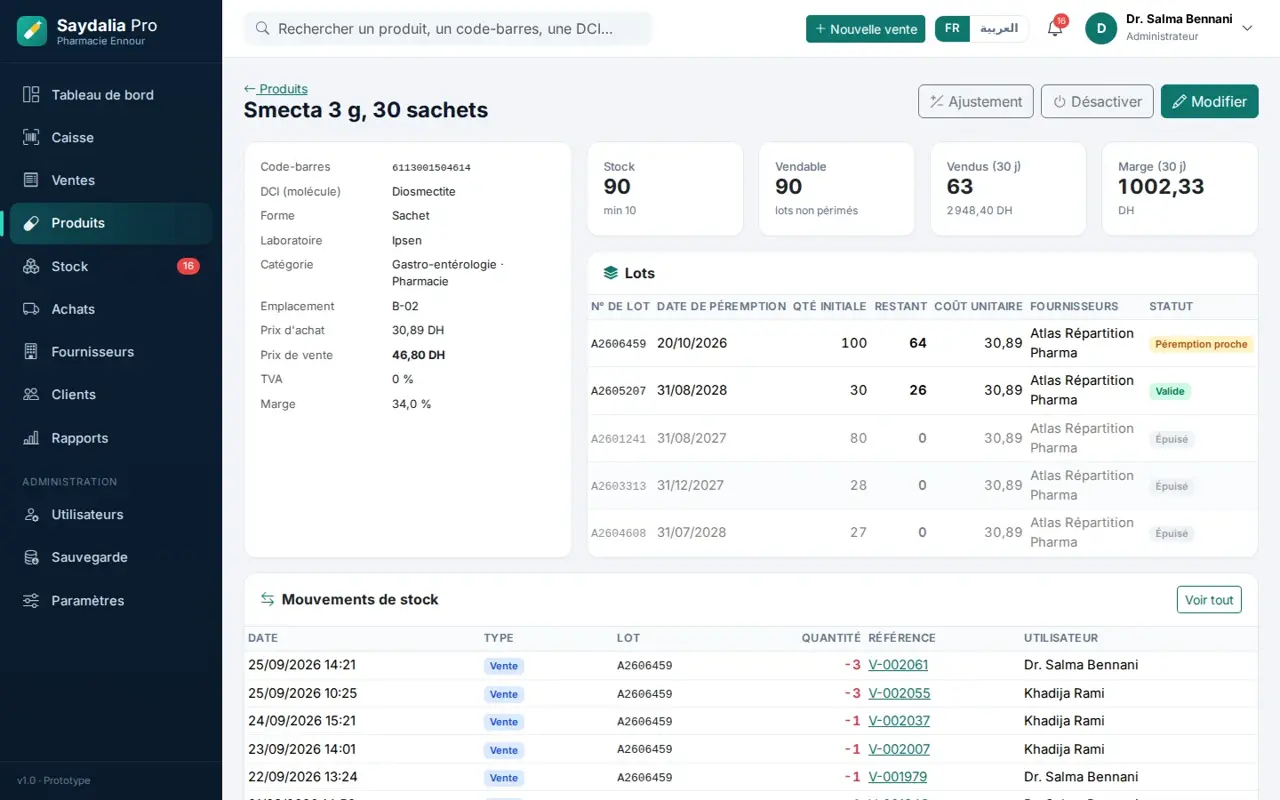 Saydalia Pro
Pharmacie Ennour
Tableau de bord
Caisse
Ventes
Produits
Stock 16
Achats
Fournisseurs
Clients
Rapports
ADMINISTRATION
Utilisateurs
Sauvegarde
Paramètres
v1.0 · Prototype
Rechercher un produit, un code-barres, une DCI...
+ Nouvelle vente
FR العربية
16
D
Dr. Salma Bennani
Administrateur
← Produits
Smecta 3 g, 30 sachets
Ajustement Désactiver Modifier
Code-barres 6113001504614
DCI (molécule) Diosmectite
Forme Sachet
Laboratoire Ipsen
Catégorie Gastro-entérologie ·
Pharmacie
Emplacement B-02
Prix d'achat 30,89 DH
Prix de vente 46,80 DH
TVA 0 %
Marge 34,0 %
Stock
90
min 10
Vendable
90
lots non périmés
Vendus (30 j)
63
2 948,40 DH
Marge (30 j)
1002,33
DH
Lots
N° DE LOT DATE DE PÉREMPTION QTÉ INITIALE RESTANT COÛT UNITAIRE FOURNISSEURS STATUT
A2606459 20/10/2026 100 64 30,89 Atlas Répartition Pharma Péremption proche
A2605207 31/08/2028 30 26 30,89 Atlas Répartition Pharma Valide
A2601241 31/08/2027 80 0 30,89 Atlas Répartition Pharma Épuisé
A2603313 31/12/2027 28 0 30,89 Atlas Répartition Pharma Épuisé
A2604608 31/07/2028 27 0 30,89 Atlas Répartition Pharma Épuisé
Mouvements de stock
Voir tout
DATE TYPE LOT QUANTITÉ RÉFÉRENCE UTILISATEUR
25/09/2026 14:21 Vente A2606459 -3 V-002061 Dr. Salma Bennani
25/09/2026 10:25 Vente A2606459 -3 V-002055 Khadija Rami
24/09/2026 15:21 Vente A2606459 -1 V-002037 Khadija Rami
23/09/2026 14:01 Vente A2606459 -1 V-002007 Khadija Rami
22/09/2026 13:24 Vente A2606459 -1 V-001979 Dr. Salma Bennani